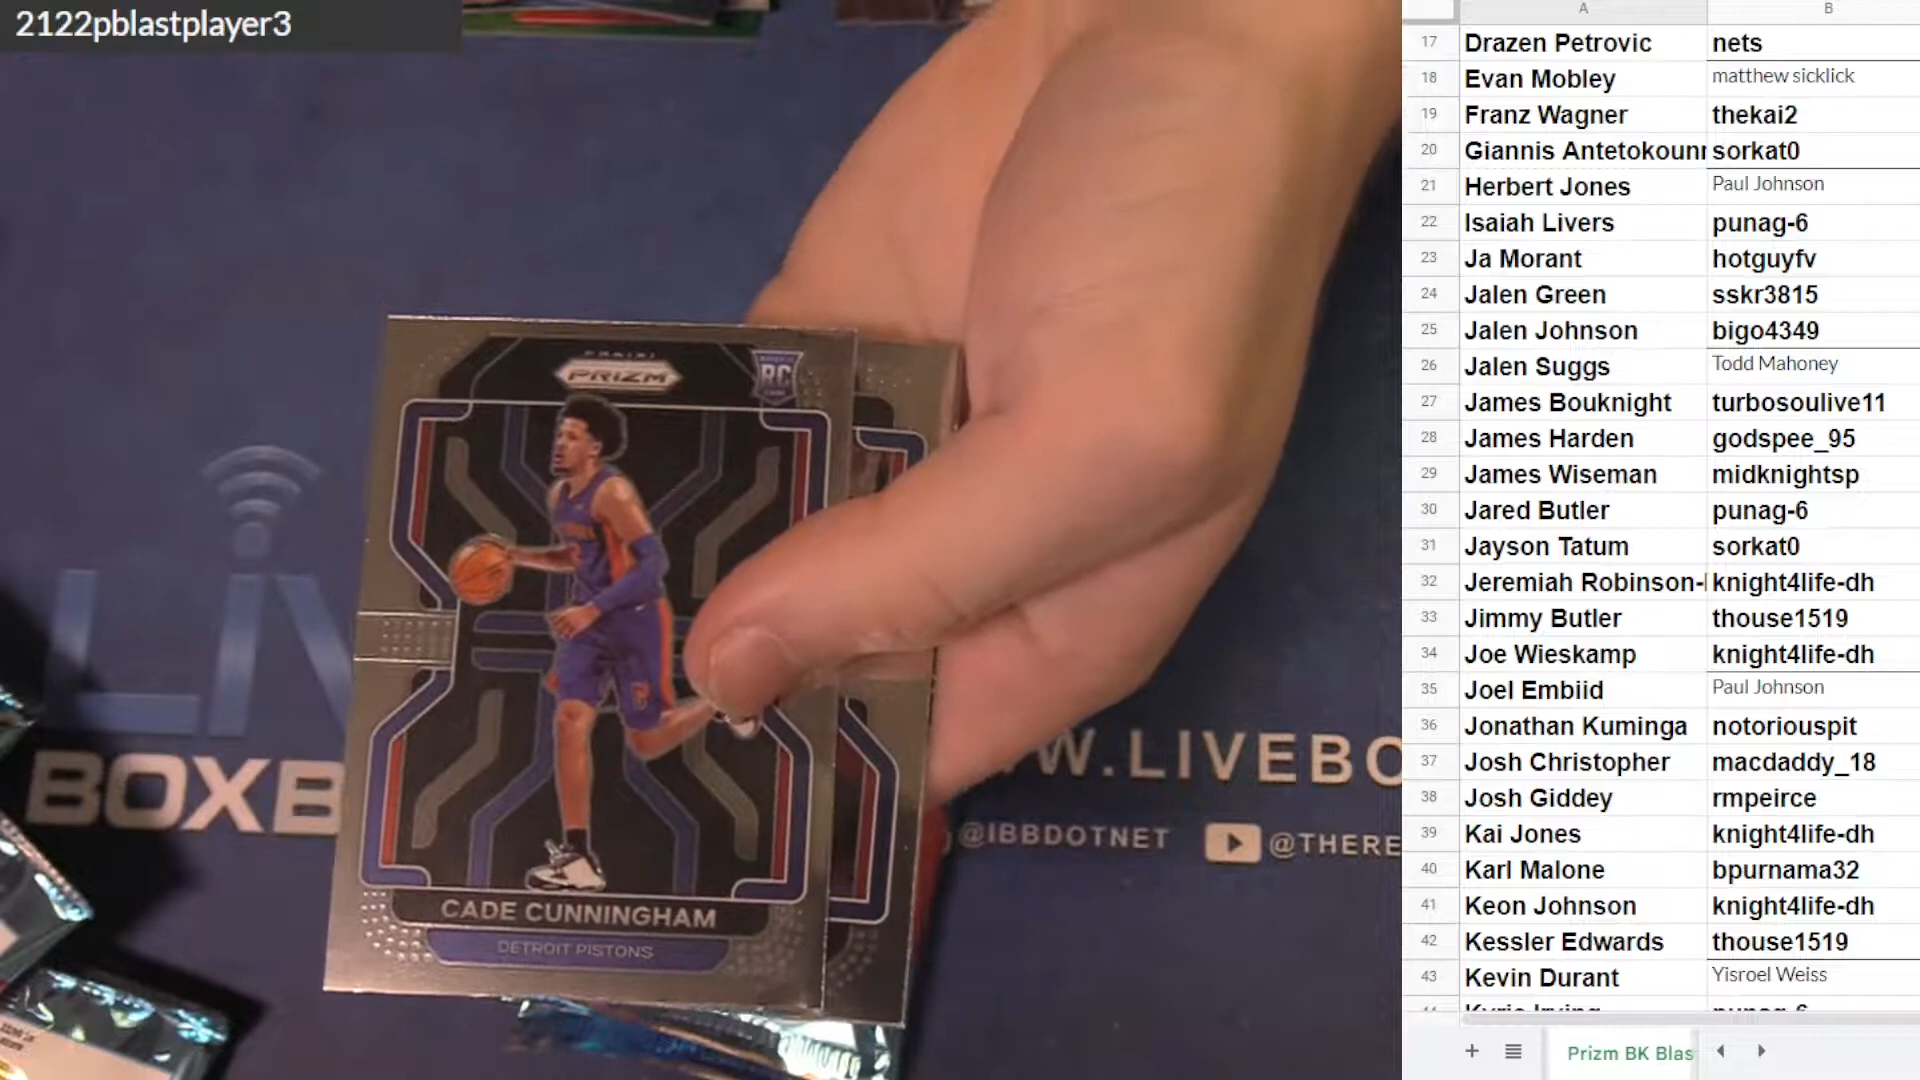 2122pblastplayer3
PANINI
PRIZM
RC
CADE CUNNINGHAM
DETROIT PISTONS
LIV
BOXB
W.LIVEBO
@IBBDOTNET
@THERE
A B
17 Drazen Petrovic nets
18 Evan Mobley matthew sicklick
19 Franz Wagner thekai2
20 Giannis Antetokoun sorkat0
21 Herbert Jones Paul Johnson
22 Isaiah Livers punag-6
23 Ja Morant hotguyfv
24 Jalen Green sskr3815
25 Jalen Johnson bigo4349
26 Jalen Suggs Todd Mahoney
27 James Bouknight turbosoulive11
28 James Harden godspee_95
29 James Wiseman midknightsp
30 Jared Butler punag-6
31 Jayson Tatum sorkat0
32 Jeremiah Robinson- knight4life-dh
33 Jimmy Butler thouse1519
34 Joe Wieskamp knight4life-dh
35 Joel Embiid Paul Johnson
36 Jonathan Kuminga notoriouspit
37 Josh Christopher macdaddy_18
38 Josh Giddey rmpeirce
39 Kai Jones knight4life-dh
40 Karl Malone bpurnama32
41 Keon Johnson knight4life-dh
42 Kessler Edwards thouse1519
43 Kevin Durant Yisroel Weiss
Prizm BK Blas